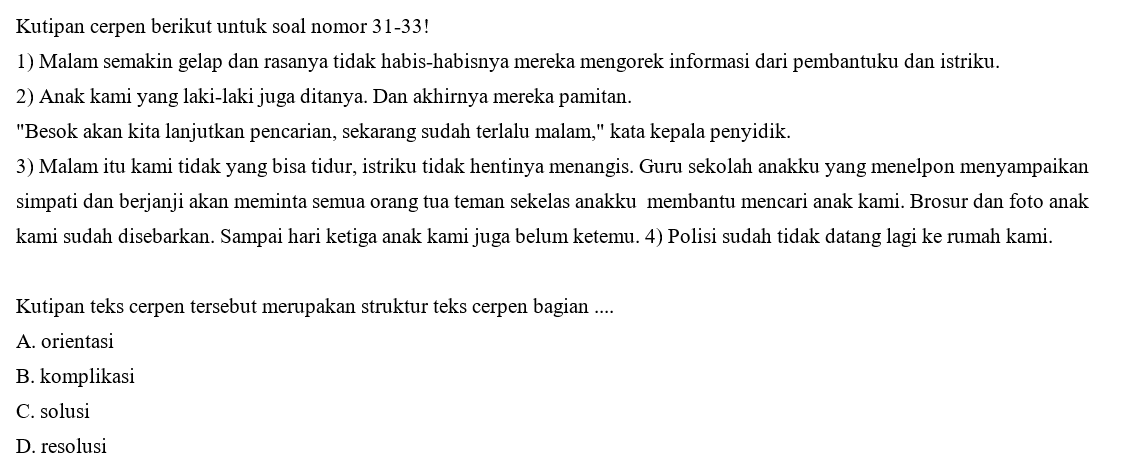 Kutipan cerpen berikut untuk soal nomor 31-33!
1) Malam semakin gelap dan rasanya tidak habis-habisnya mereka mengorek informasi dari pembantuku dan istriku.
2) Anak kami yang laki-laki juga ditanya. Dan akhirnya mereka pamitan.
"Besok akan kita lanjutkan pencarian, sekarang sudah terlalu malam," kata kepala penyidik.
3) Malam itu kami tidak yang bisa tidur, istriku tidak hentinya menangis. Guru sekolah anakku yang menelpon menyampaikan
simpati dan berjanji akan meminta semua orang tua teman sekelas anakku  membantu mencari anak kami. Brosur dan foto anak
kami sudah disebarkan. Sampai hari ketiga anak kami juga belum ketemu. 4) Polisi sudah tidak datang lagi ke rumah kami.
Kutipan teks cerpen tersebut merupakan struktur teks cerpen bagian ....
A. orientasi
B. komplikasi
C. solusi
D. resolusi